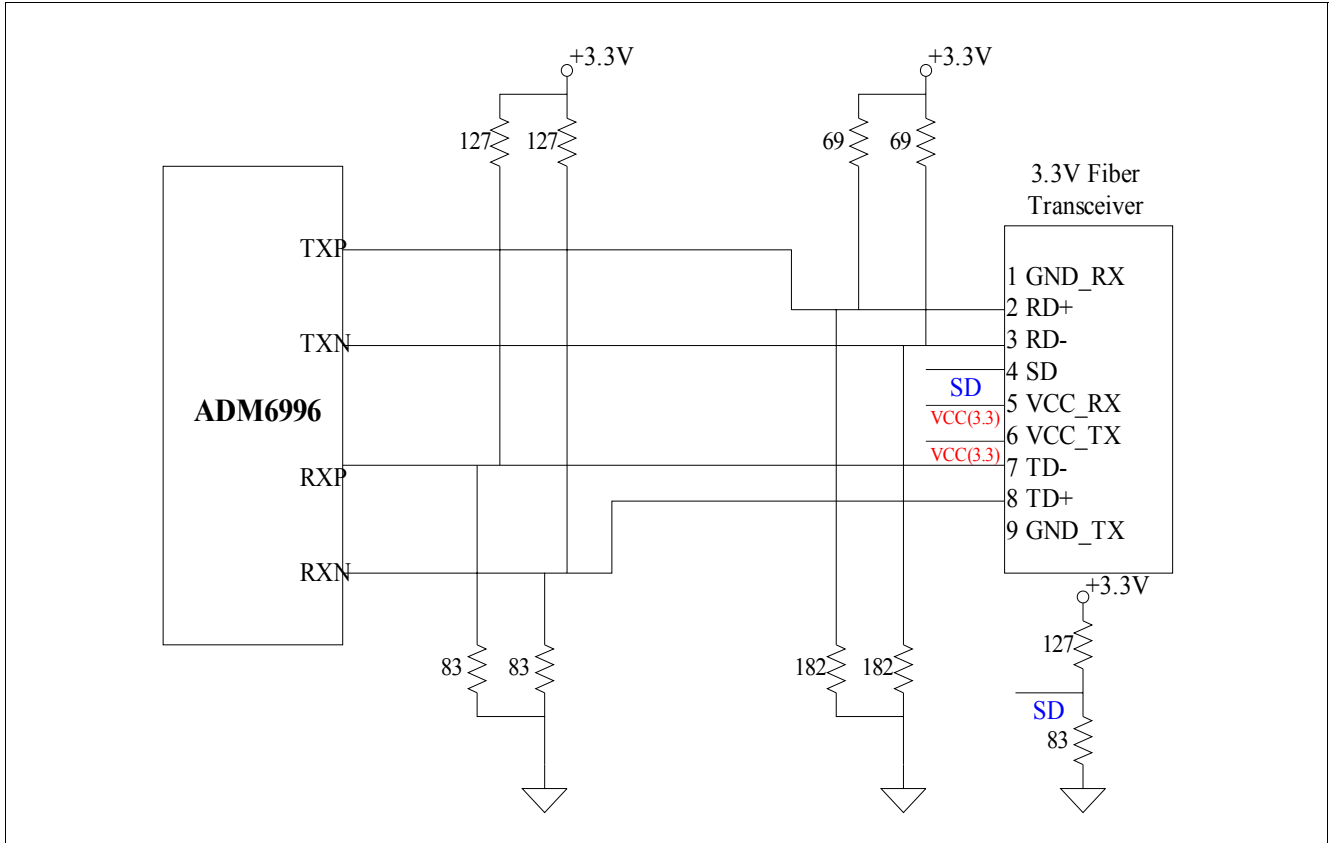 +3.3V
+3.3V
127
127
69
69
3.3V Fiber
Transceiver
TXP
1 GND_RX
2 RD+
TXN
3 RD-
4 SD
SD
ADM6996
5 VCC_RX
VCC(3.3)
6 VCC_TX
VCC(3.3)
7 TD-
RXP
8 TD+
9 GND_TX
RXN
+3.3V
127
83
83
182
182
SD
83